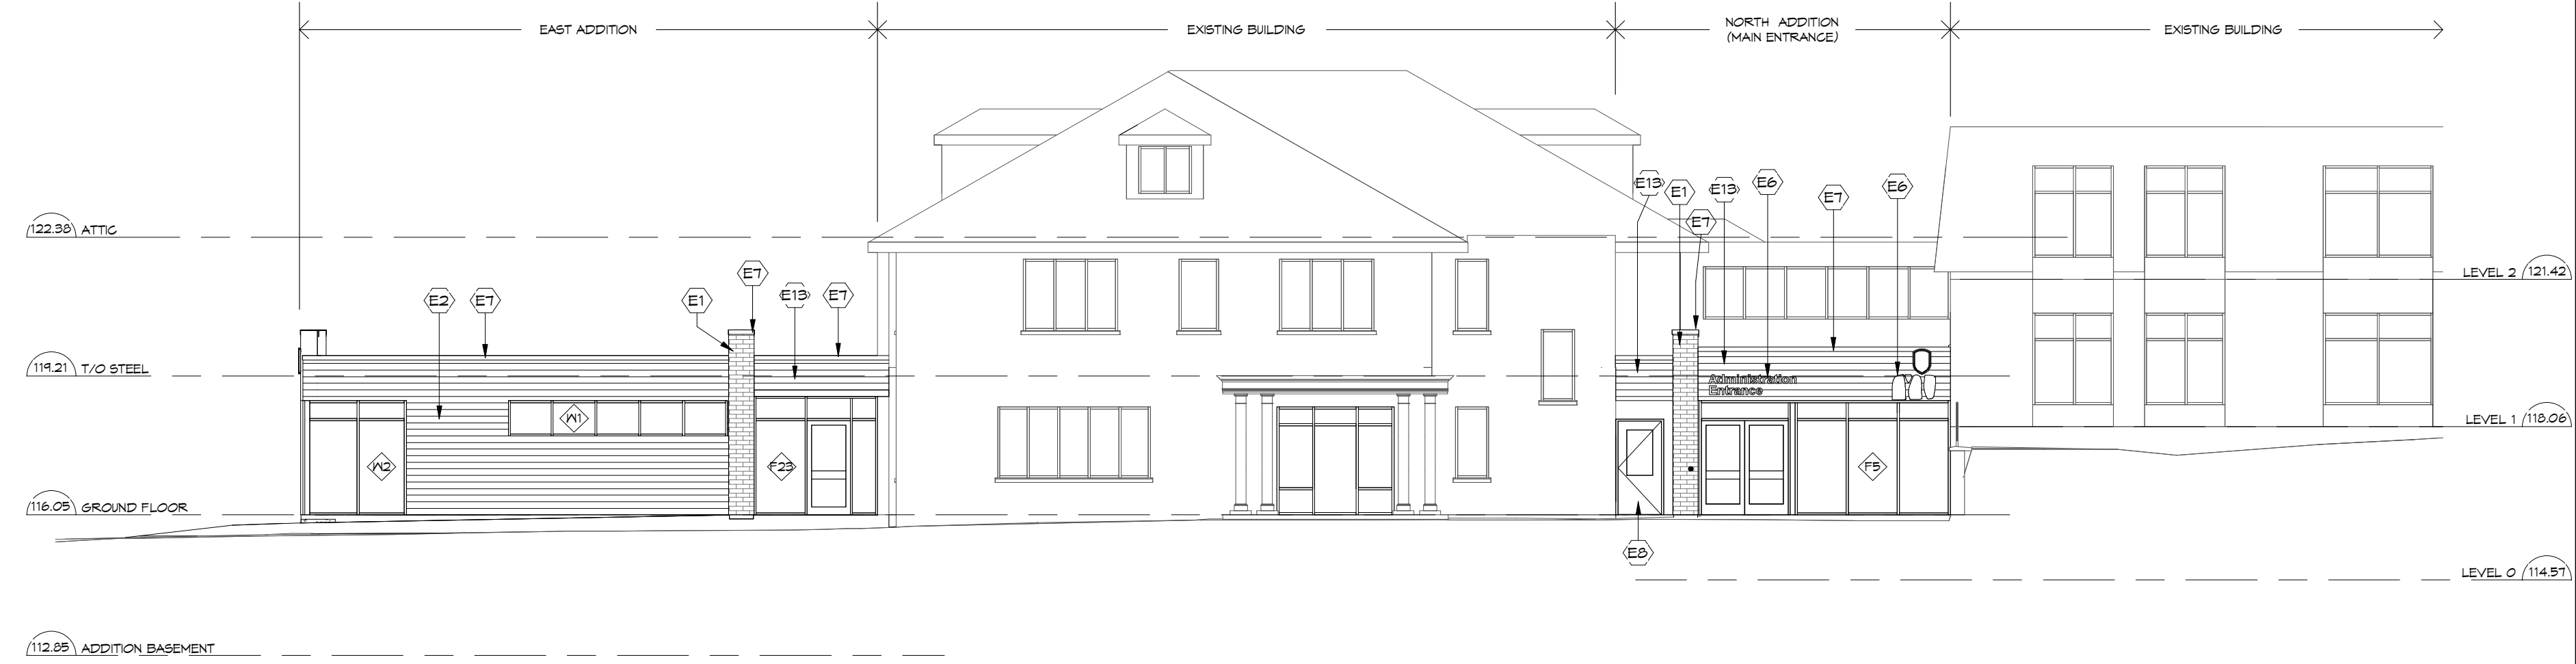 EAST ADDITION
EXISTING BUILDING
NORTH ADDITION
(MAIN ENTRANCE)
EXISTING BUILDING
E13
E1
E13
E6
E7
E6
E7
122.38 ATTIC
E7
LEVEL 2 121.42
E2
E7
E1
E13
E7
119.21 T/O STEEL
Administration
Entrance
W1
LEVEL 1 118.06
W2
F23
F5
116.05 GROUND FLOOR
E8
LEVEL 0 114.57
112.85 ADDITION BASEMENT